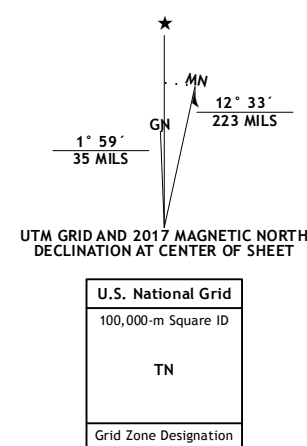 ★
MN
GN
12° 33´
223 MILS
1° 59´
35 MILS
UTM GRID AND 2017 MAGNETIC NORTH
DECLINATION AT CENTER OF SHEET
U.S. National Grid
100,000-m Square ID
TN
Grid Zone Designation